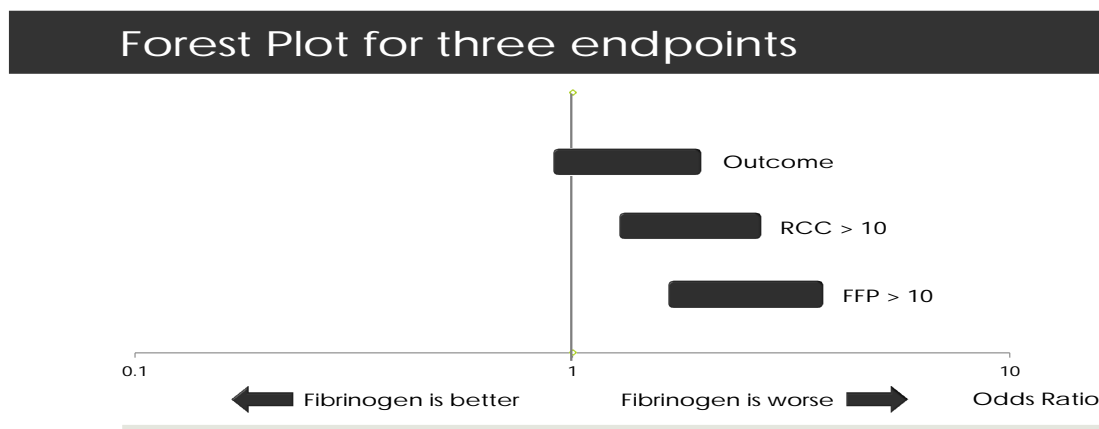 Forest Plot for three endpoints
Outcome
RCC > 10
FFP > 10
0.1 1 10
Fibrinogen is better Fibrinogen is worse Odds Ratio